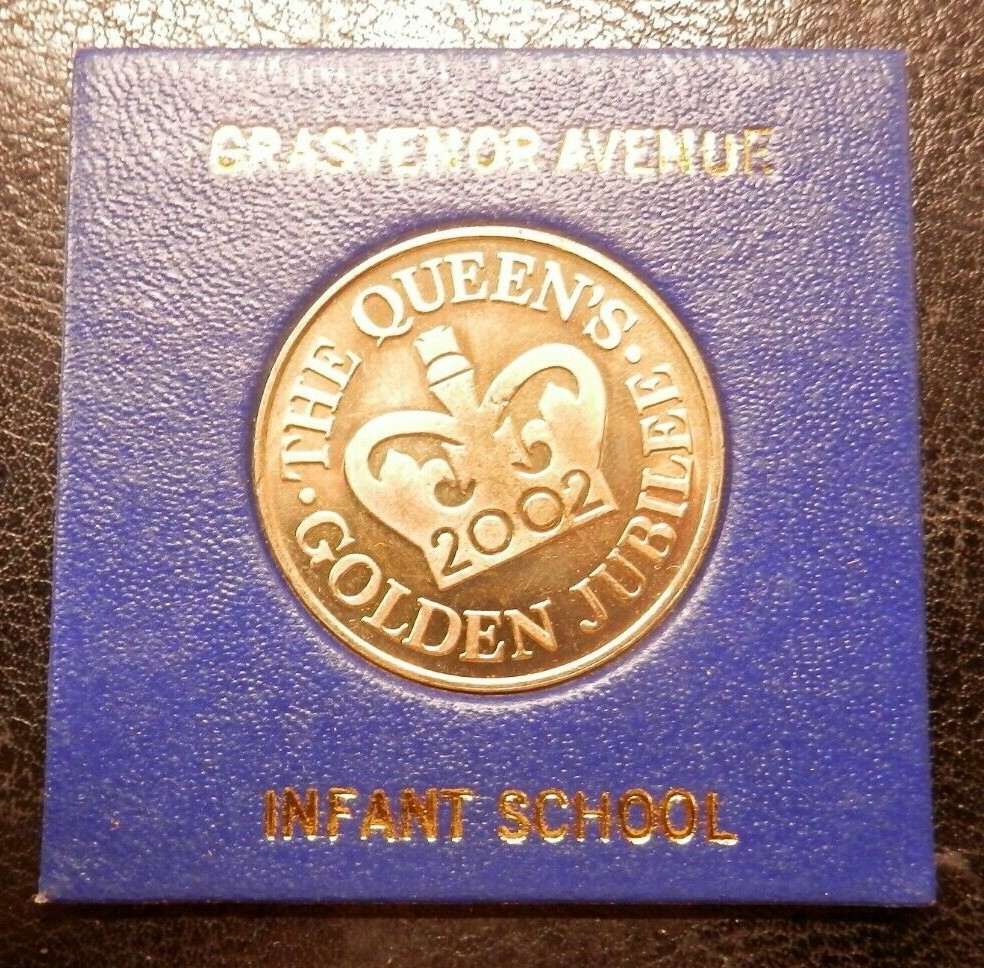 GRASVENOR AVENUE
·THE QUEEN'S·
GOLDEN JUBILEE
2002
INFANT SCHOOL